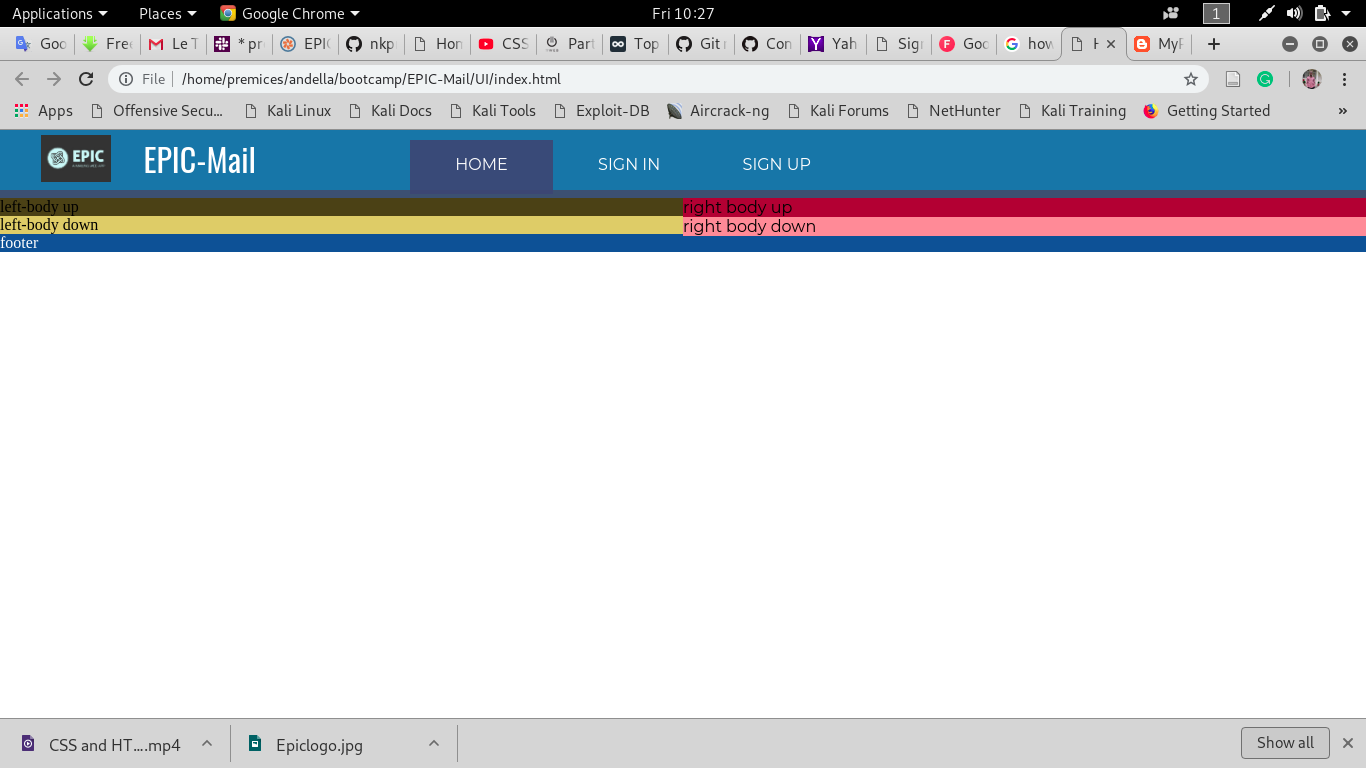 Applications Places Google Chrome Fri 10:27 1
Goo Free Le T * pr EPIC nkp Hom CSS Part Top Git Con Yah Sig Goo how H MyP
File /home/premices/andella/bootcamp/EPIC-Mail/UI/index.html
Apps Offensive Secu… Kali Linux Kali Docs Kali Tools Exploit-DB Aircrack-ng Kali Forums NetHunter Kali Training Getting Started »
EPIC EPIC-Mail HOME SIGN IN SIGN UP
left-body up right body up
left-body down right body down
footer
CSS and HT….mp4 Epiclogo.jpg Show all